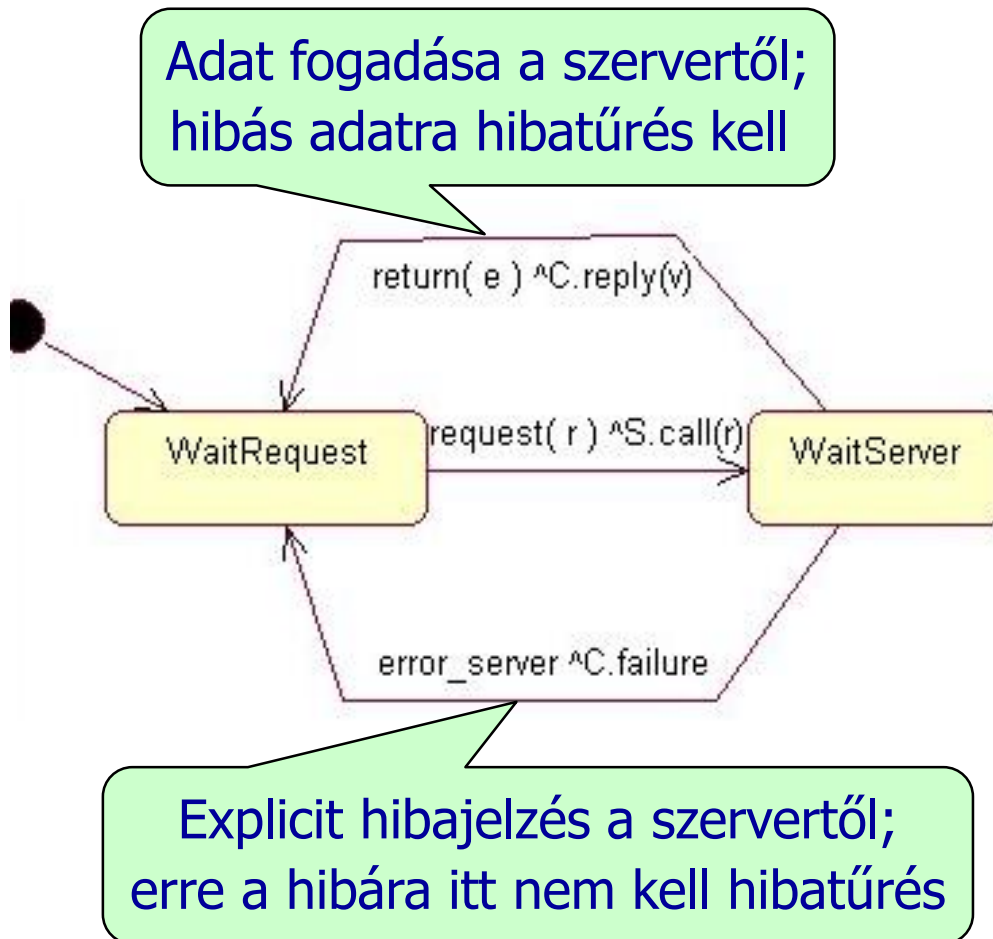 Adat fogadása a szervertől;
hibás adatra hibatűrés kell
return( e ) ^C.reply(v)
WaitRequest
request( r ) ^S.call(r)
WaitServer
error_server ^C.failure
Explicit hibajelzés a szervertől;
erre a hibára itt nem kell hibatűrés